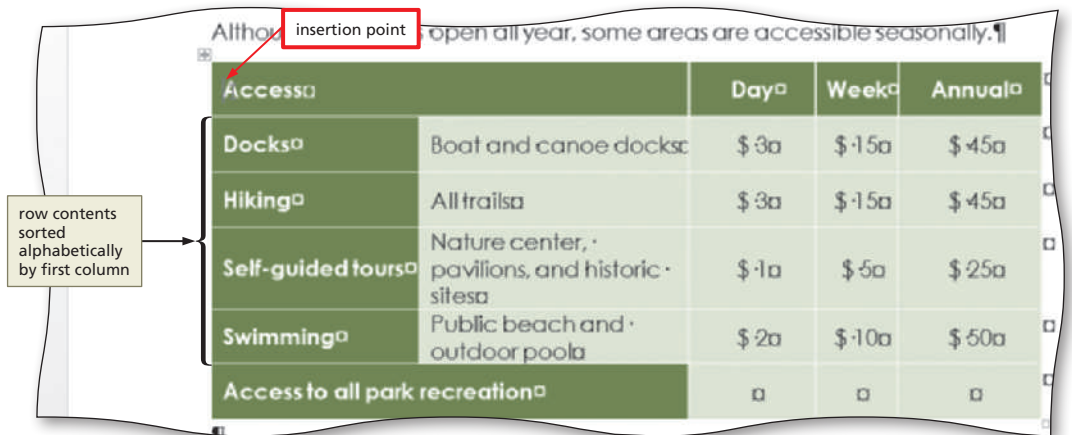 Althou
insertion point
s open all year, some areas are accessible seasonally.¶
Access¤ Day¤ Week¤ Annual¤ ¤
Docks¤ Boat and canoe docks¤ $·3¤ $·15¤ $·45¤ ¤
Hiking¤ All trails¤ $·3¤ $·15¤ $·45¤ ¤
row contents
sorted
alphabetically
by first column
Self-guided tours¤ Nature center, ·
pavilions, and historic ·
sites¤ $·1¤ $·5¤ $·25¤ ¤
Swimming¤ Public beach and ·
outdoor pool¤ $·2¤ $·10¤ $·50¤ ¤
Access to all park recreation¤ ¤ ¤ ¤ ¤
¶